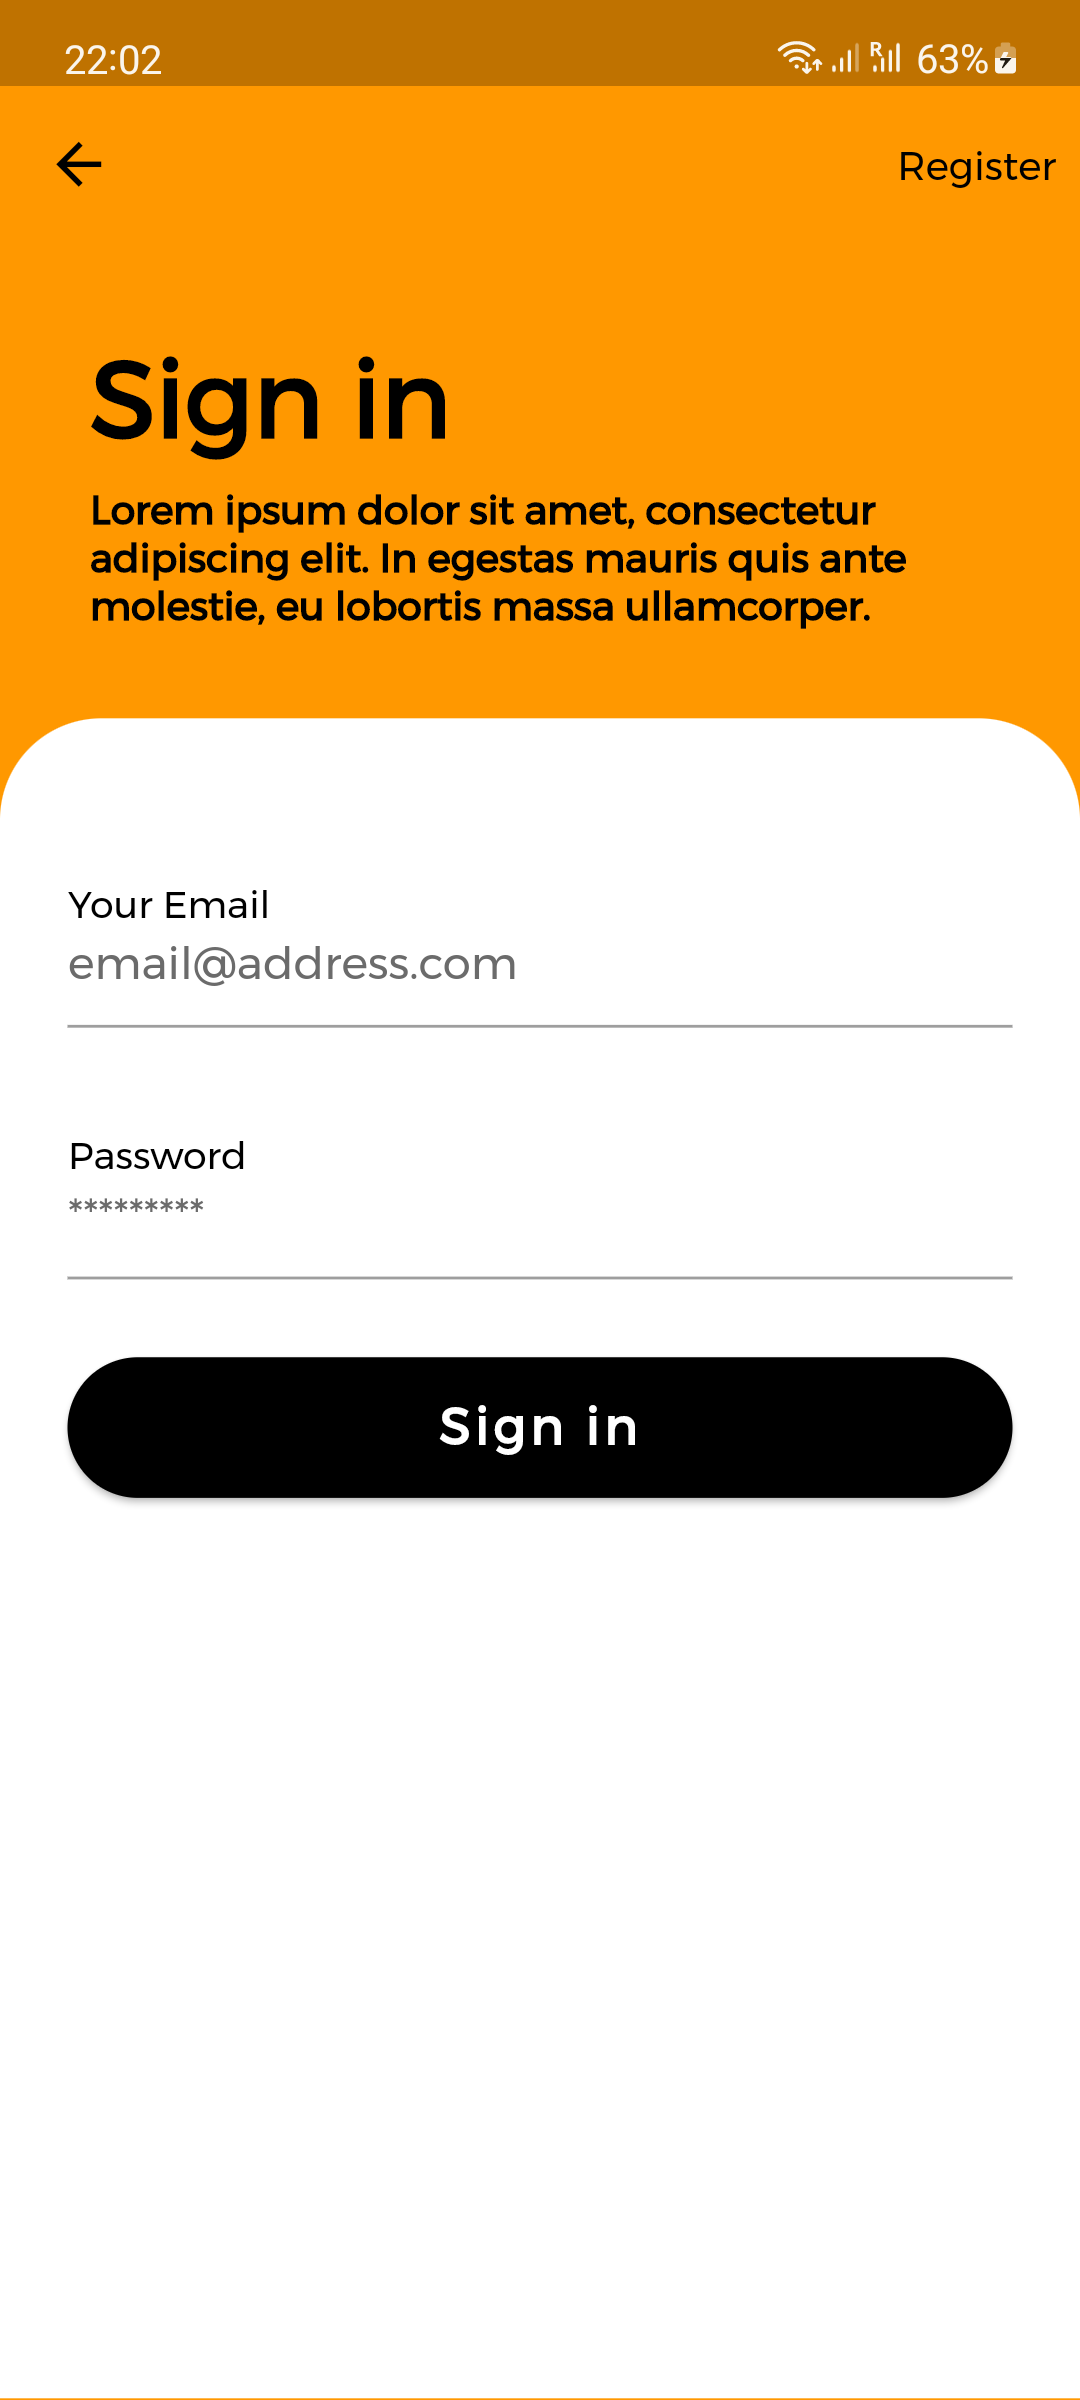 22:02
R 63%
Register
Sign in
Lorem ipsum dolor sit amet, consectetur
adipiscing elit. In egestas mauris quis ante
molestie, eu lobortis massa ullamcorper.
Your Email
email@address.com
Password
*********
Sign in